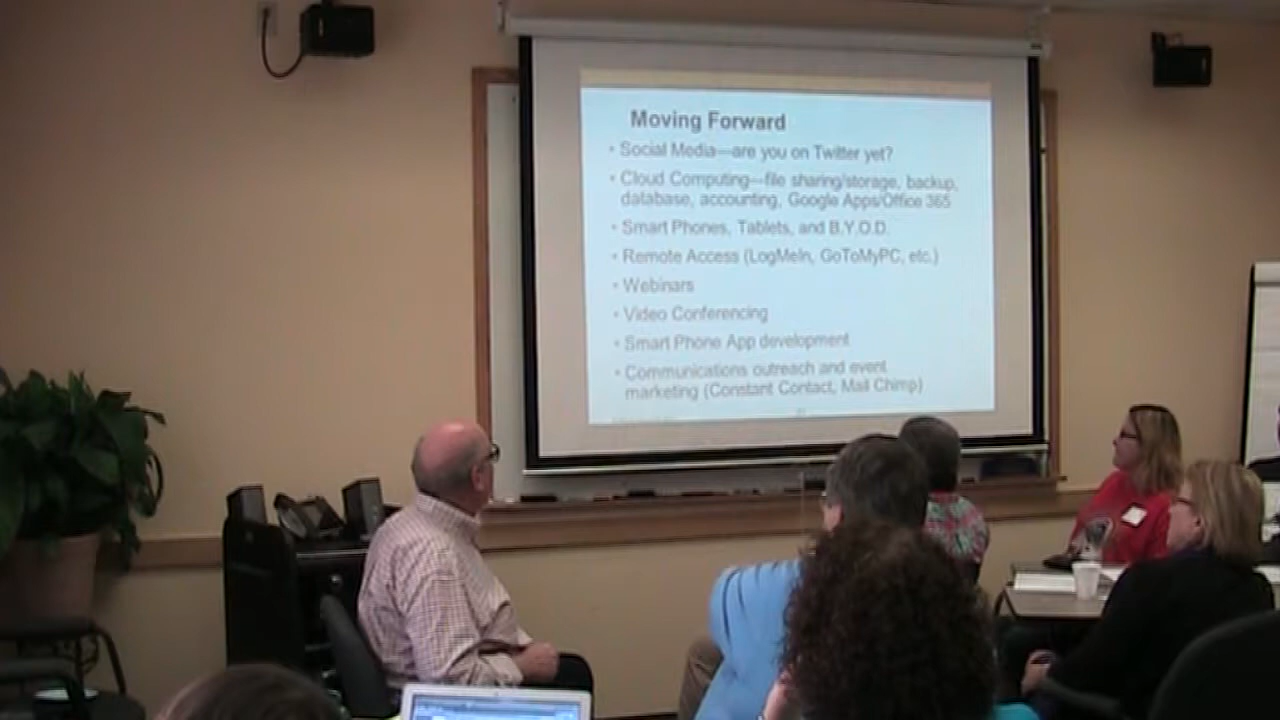 Moving Forward
• Social Media—are you on Twitter yet?
• Cloud Computing—file sharing/storage, backup,
database, accounting, Google Apps/Office 365
• Smart Phones, Tablets, and B.Y.O.D.
• Remote Access (LogMeIn, GoToMyPC, etc.)
• Webinars
• Video Conferencing
• Smart Phone App development
• Communications outreach and event
marketing (Constant Contact, Mail Chimp)